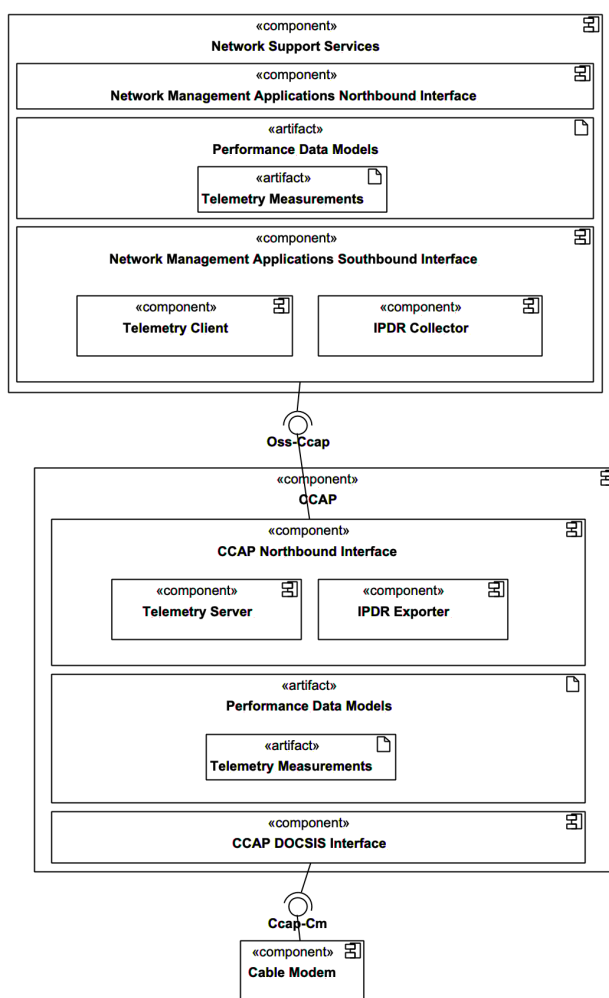 «component»
Network Support Services
«component»
Network Management Applications Northbound Interface
«artifact»
Performance Data Models
«artifact»
Telemetry Measurements
«component»
Network Management Applications Southbound Interface
«component»
Telemetry Client
«component»
IPDR Collector
Oss-Ccap
«component»
CCAP
«component»
CCAP Northbound Interface
«component»
Telemetry Server
«component»
IPDR Exporter
«artifact»
Performance Data Models
«artifact»
Telemetry Measurements
«component»
CCAP DOCSIS Interface
Ccap-Cm
«component»
Cable Modem